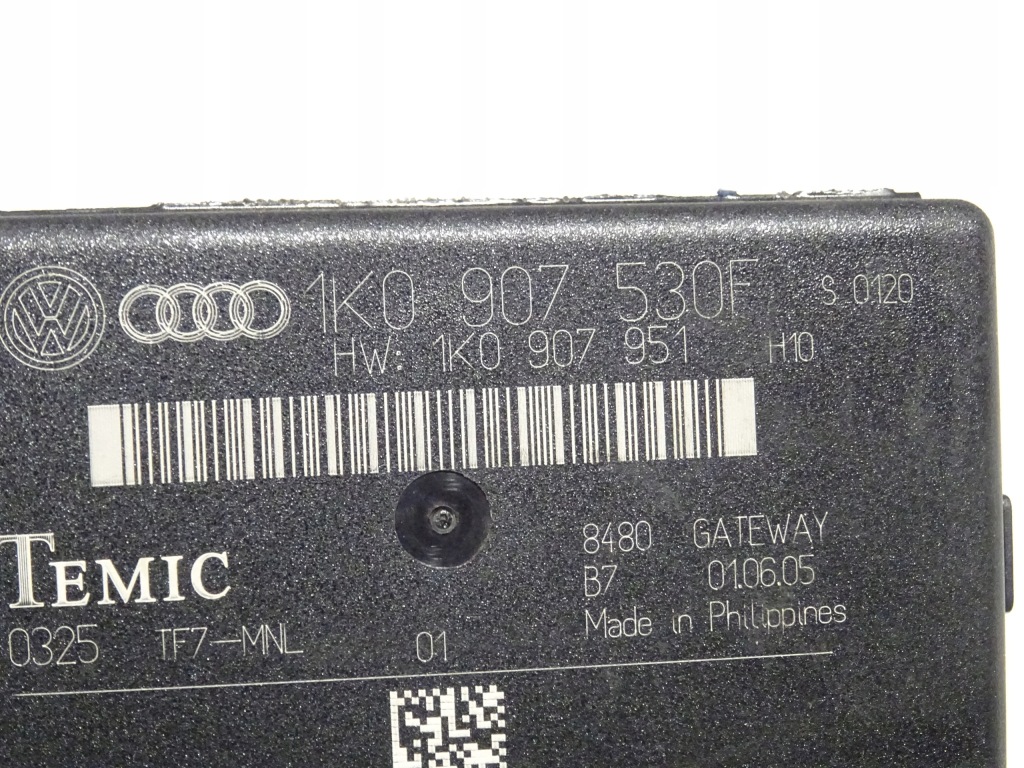 1K0 907 530F S 0120
HW: 1K0 907 951 H10
8480 GATEWAY
TEMIC
B7 01.06.05
Made in Philippines
0325 TF7-MNL 01